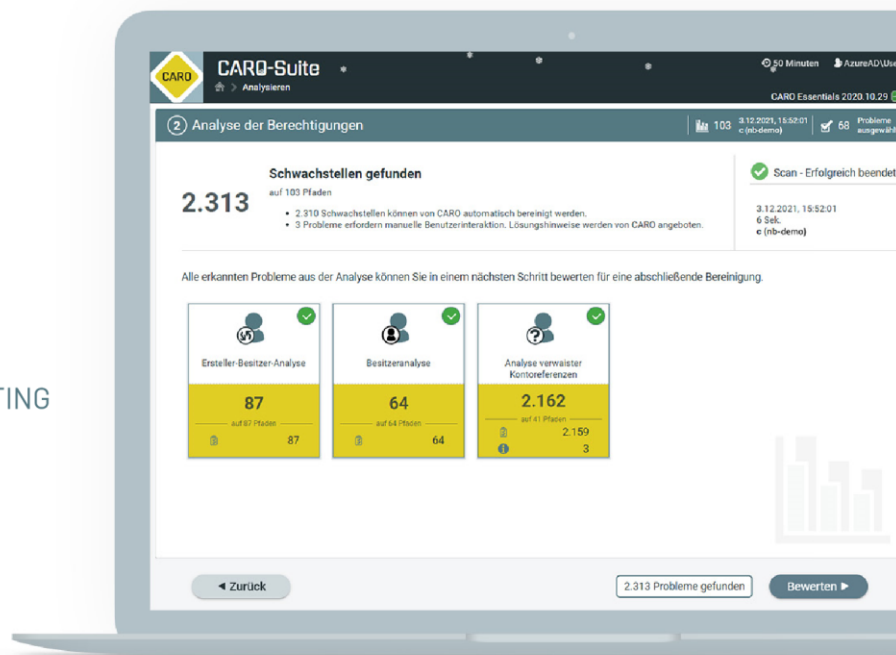 TING
CARO
CARO-Suite
Analysieren
50 Minuten
AzureAD\Use
CARO Essentials 2020.10.29
2 Analyse der Berechtigungen
103
3.12.2021, 15:52:01
c (nb-demo)
68
Probleme
ausgewähl
2.313
Schwachstellen gefunden
auf 103 Pfaden
• 2.310 Schwachstellen können von CARO automatisch bereinigt werden.
• 3 Probleme erfordern manuelle Benutzerinteraktion. Lösungshinweise werden von CARO angeboten.
Scan - Erfolgreich beendet
3.12.2021, 15:52:01
6 Sek.
c (nb-demo)
Alle erkannten Probleme aus der Analyse können Sie in einem nächsten Schritt bewerten für eine abschließende Bereinigung.
Ersteller-Besitzer-Analyse
87
auf 87 Pfaden
87
Besitzeranalyse
64
auf 64 Pfaden
64
Analyse verwaister
Kontoreferenzen
2.162
auf 41 Pfaden
2.159
3
◄ Zurück
2.313 Probleme gefunden
Bewerten ►